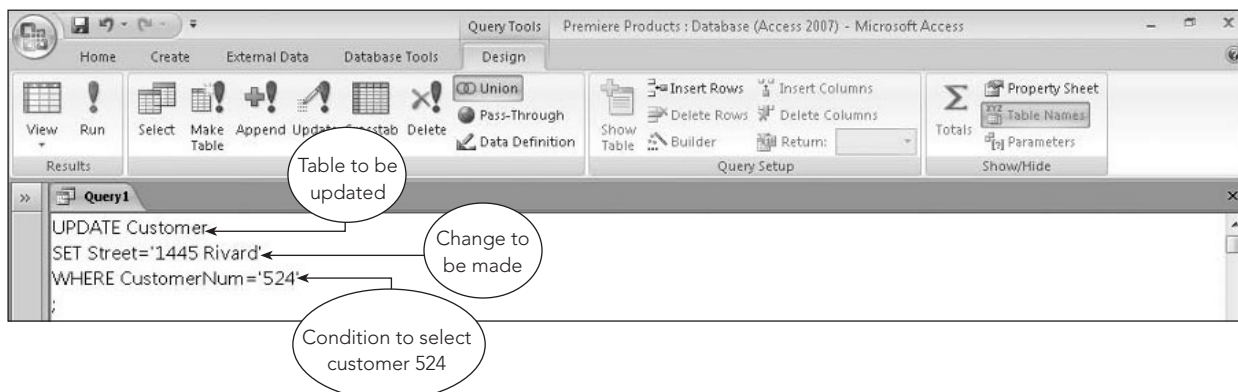 Query Tools
Premiere Products : Database (Access 2007) - Microsoft Access
Home Create External Data Database Tools Design
View
Run
Select
Make Table
Append
Update
Crosstab
Delete
Union
Pass-Through
Data Definition
Show Table
Insert Rows
Delete Rows
Builder
Insert Columns
Delete Columns
Return:
Totals
Property Sheet
Table Names
Parameters
Results
Query Setup
Show/Hide
Table to be
updated
Query1
UPDATE Customer
SET Street='1445 Rivard'
WHERE CustomerNum='524'
;
Change to
be made
Condition to select
customer 524